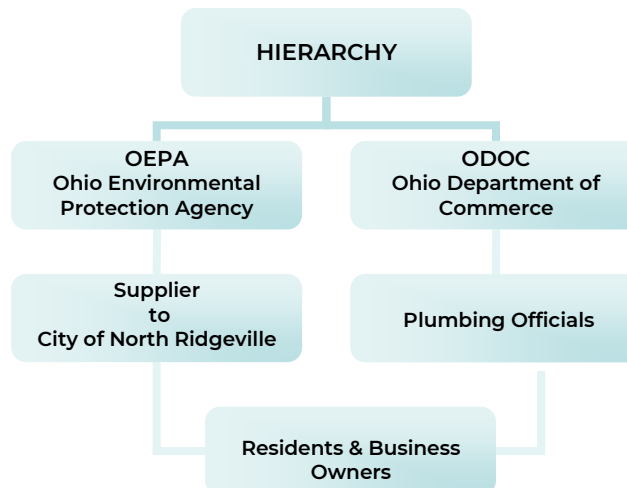 HIERARCHY
OEPA
Ohio Environmental
Protection Agency
ODOC
Ohio Department of
Commerce
Supplier
to
City of North Ridgeville
Plumbing Officials
Residents & Business
Owners